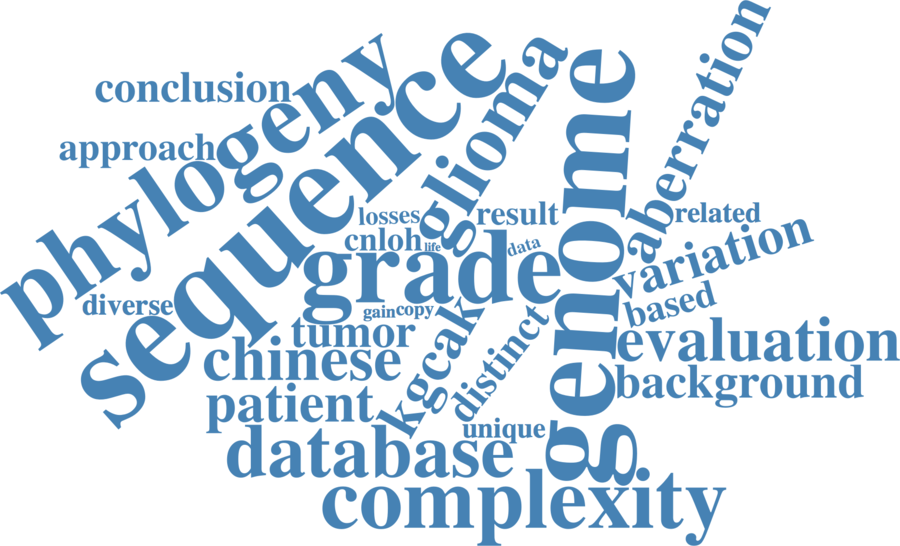 conclusion
phylogeny
sequence
glioma
genome
aberration
approach
losses
result
related
cnloh
life
data
grade
variation
diverse
gain
copy
based
tumor
kgcak
distinct
evaluation
chinese
background
patient
unique
database
complexity